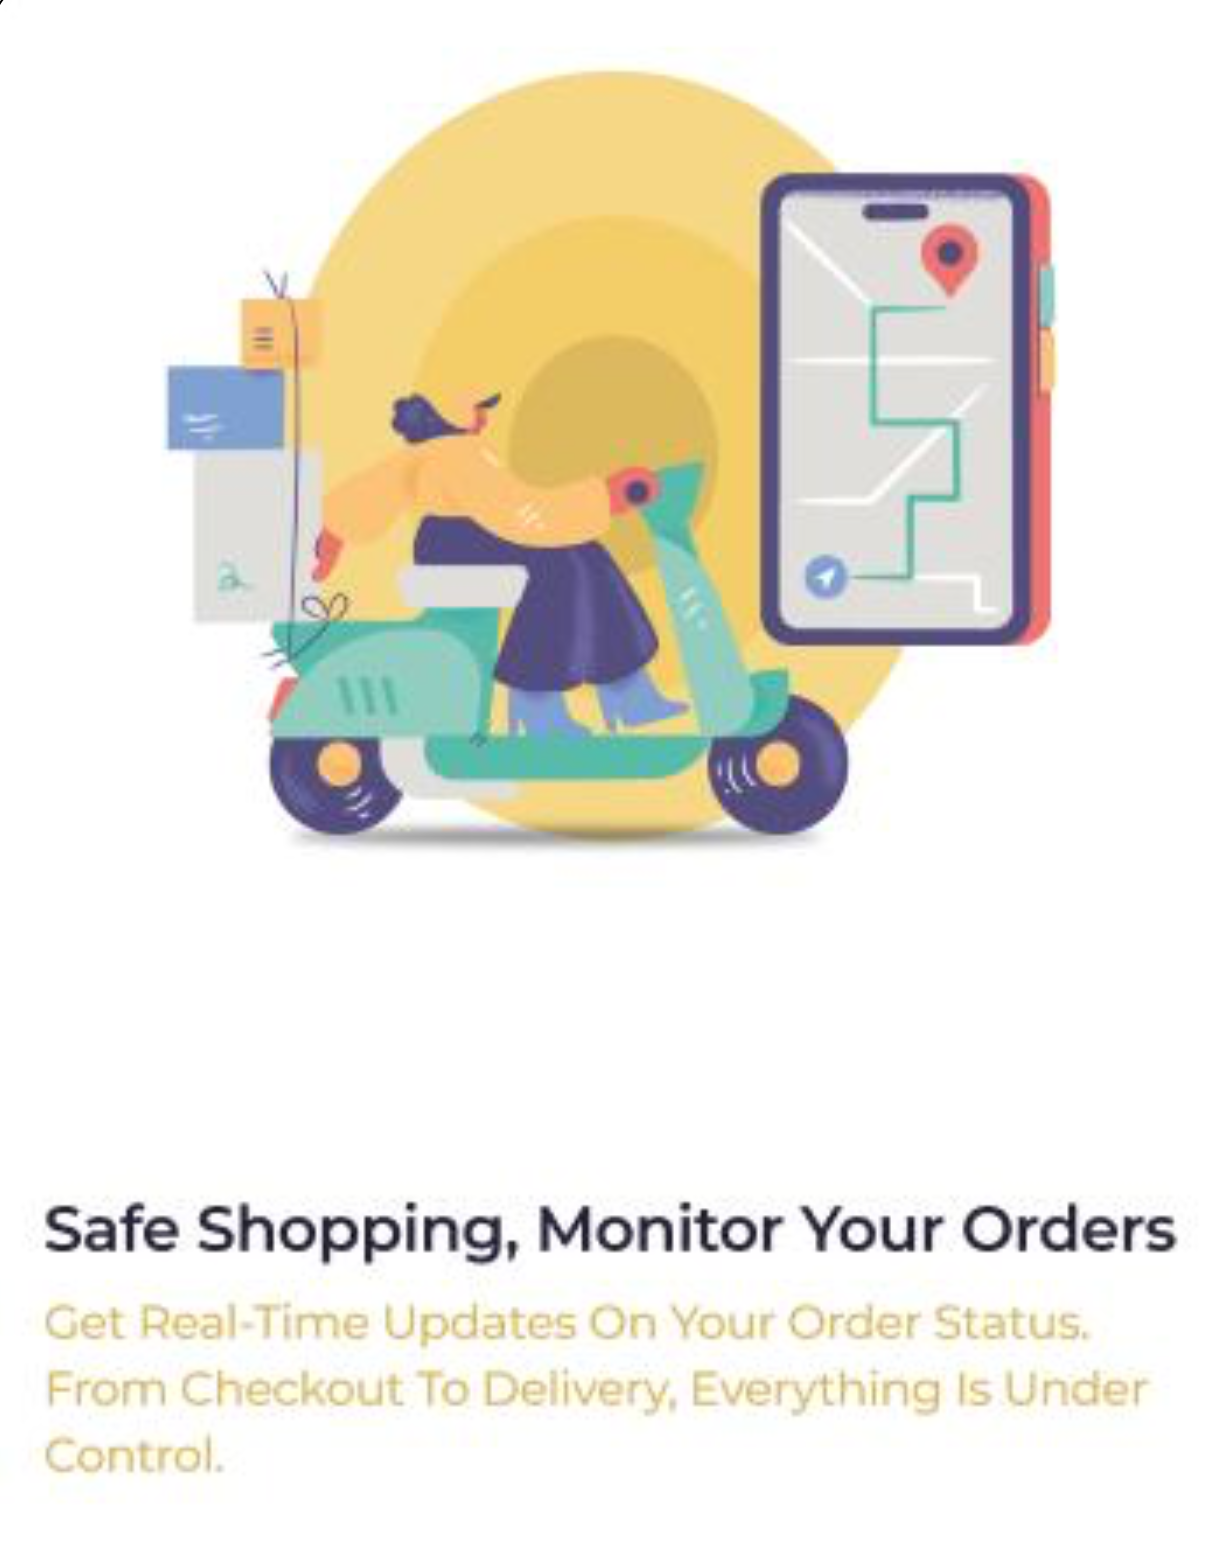 Safe Shopping, Monitor Your Orders
Get Real-Time Updates On Your Order Status.
From Checkout To Delivery, Everything Is Under
Control.